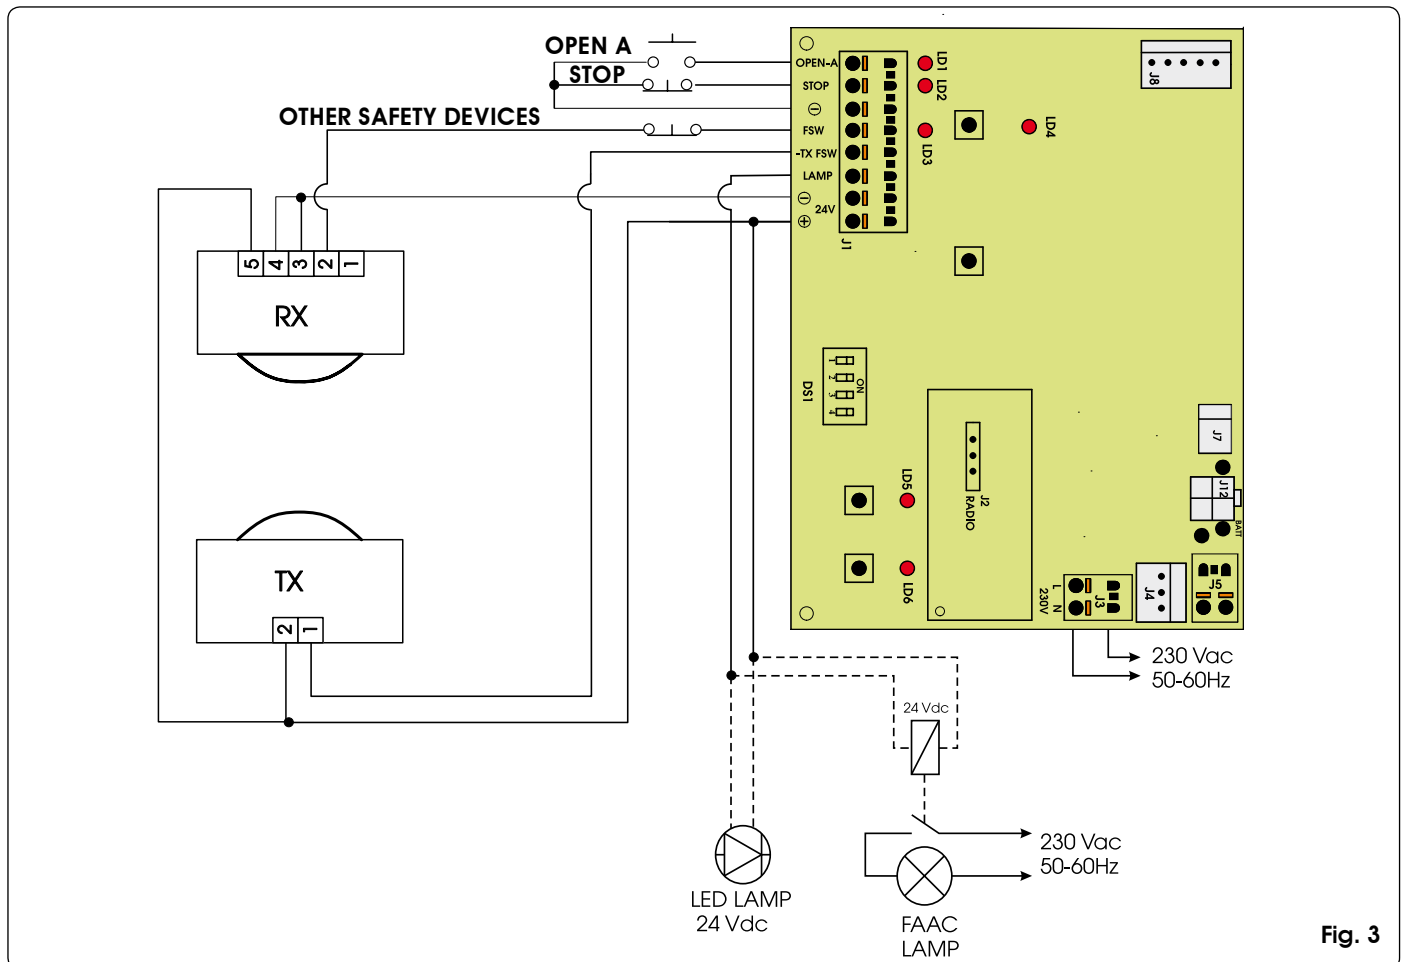 OPEN A
STOP
OTHER SAFETY DEVICES
OPEN-A
STOP
⊖
FSW
-TX FSW
LAMP
⊖
24V
⊕
J1
LD1
LD2
LD3
LD4
J8
5 4 3 2 1
RX
TX
2 1
DS1
1
2
3
4
ON
LD5
LD6
J2
RADIO
J7
J12
BATT
L
N
230V
J3
J4
J5
230 Vac
50-60Hz
24 Vdc
230 Vac
50-60Hz
LED LAMP
24 Vdc
FAAC
LAMP
Fig. 3